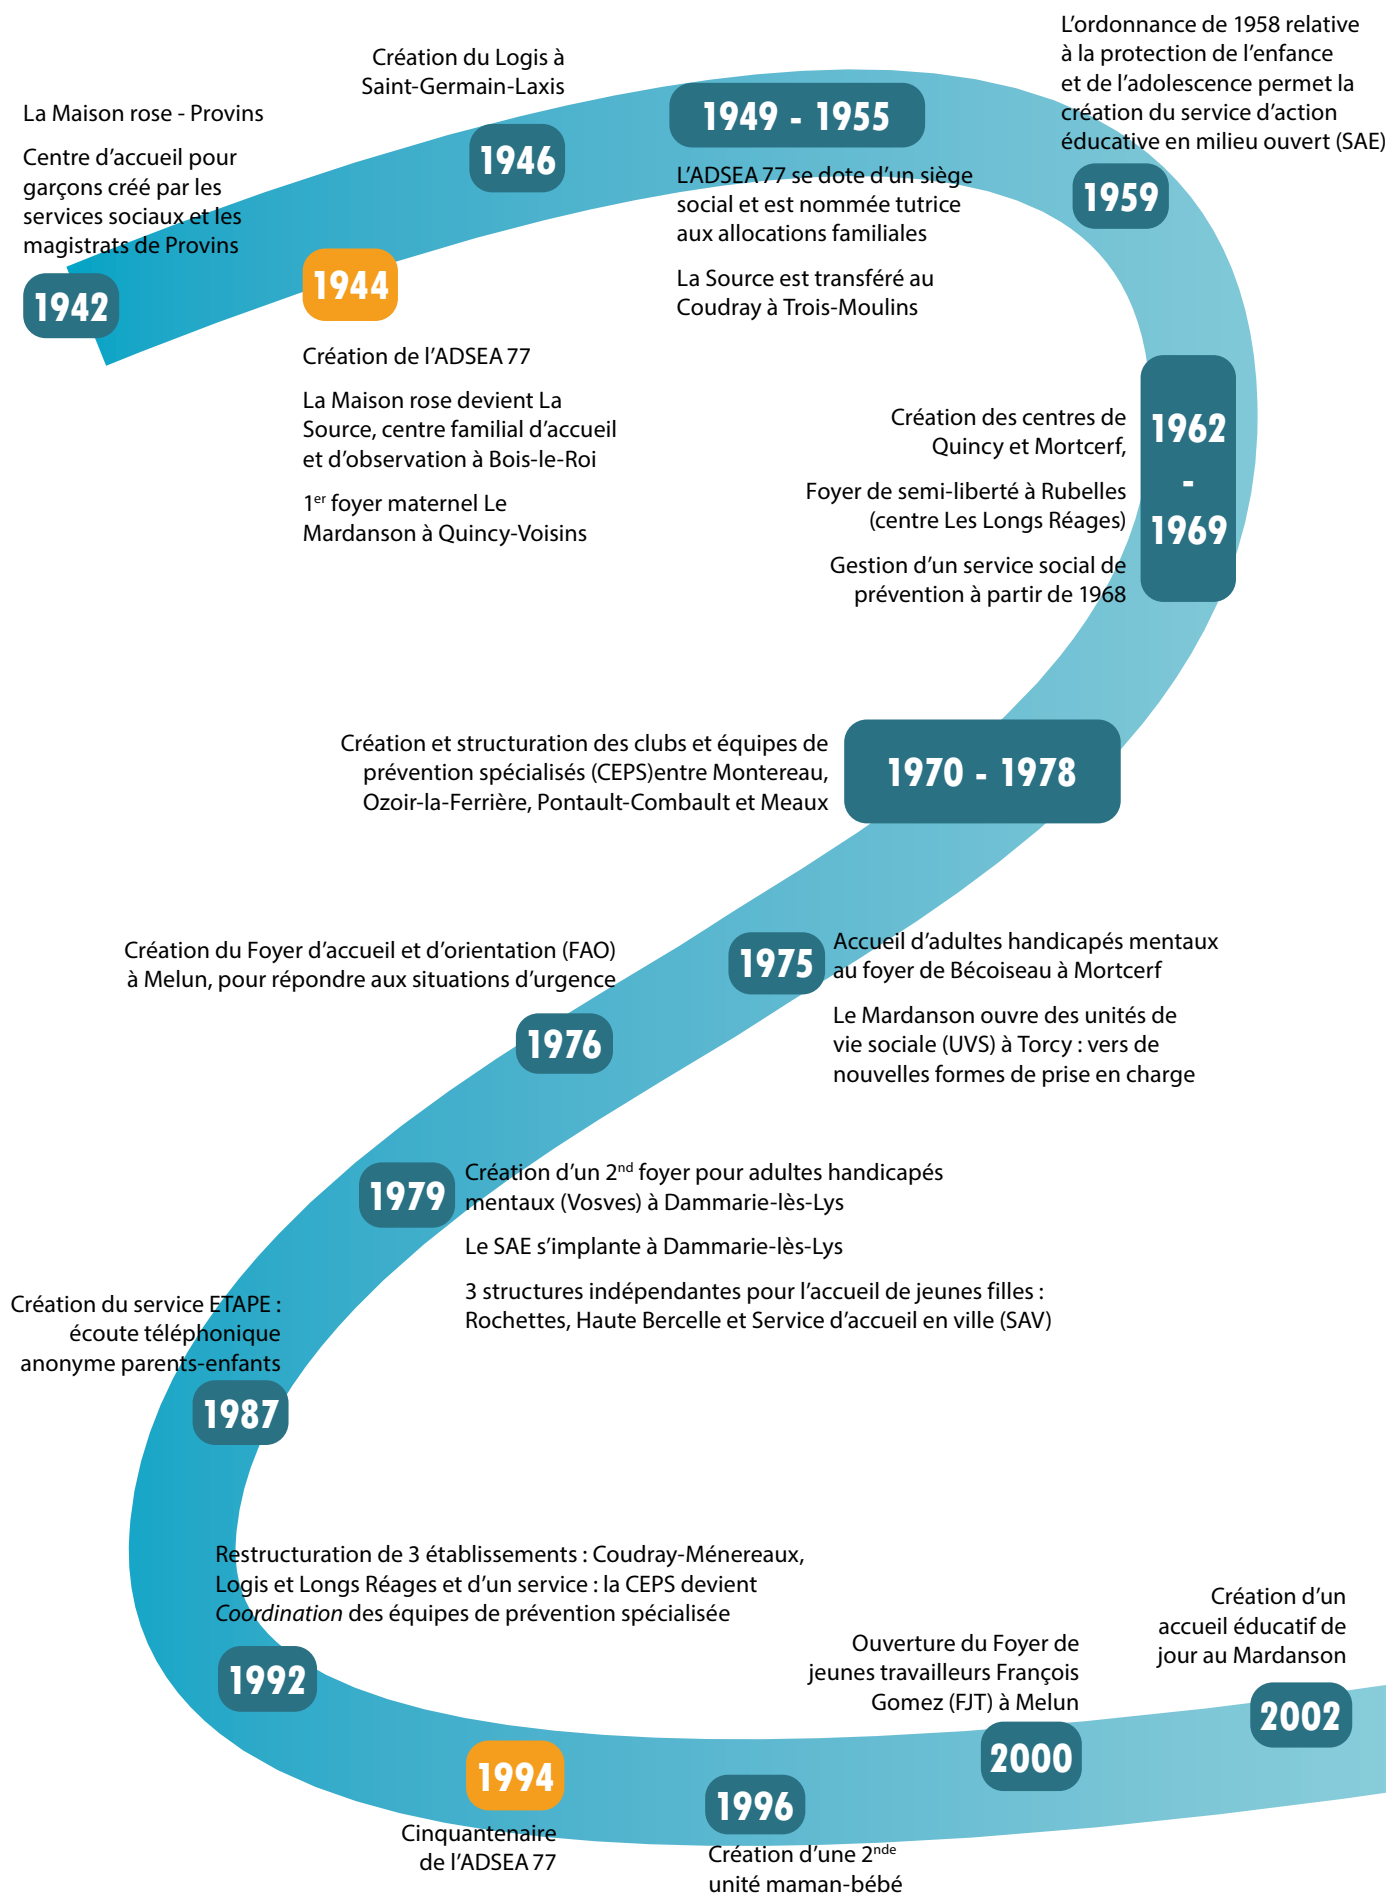 La Maison rose - Provins
Centre d’accueil pour
garçons créé par les
services sociaux et les
magistrats de Provins
1942
1944
Création de l’ADSEA 77
La Maison rose devient La
Source, centre familial d’accueil
et d’observation à Bois-le-Roi
1er foyer maternel Le
Mardanson à Quincy-Voisins
Création du Logis à
Saint-Germain-Laxis
1946
1949 - 1955
L’ADSEA 77 se dote d’un siège
social et est nommée tutrice
aux allocations familiales
La Source est transféré au
Coudray à Trois-Moulins
L’ordonnance de 1958 relative
à la protection de l’enfance
et de l’adolescence permet la
création du service d’action
éducative en milieu ouvert (SAE)
1959
Création des centres de
Quincy et Mortcerf,
Foyer de semi-liberté à Rubelles
(centre Les Longs Réages)
Gestion d’un service social de
prévention à partir de 1968
1962
-
1969
Création et structuration des clubs et équipes de
prévention spécialisés (CEPS)entre Montereau,
Ozoir-la-Ferrière, Pontault-Combault et Meaux
1970 - 1978
1975
Accueil d’adultes handicapés mentaux
au foyer de Bécoiseau à Mortcerf
Le Mardanson ouvre des unités de
vie sociale (UVS) à Torcy : vers de
nouvelles formes de prise en charge
Création du Foyer d’accueil et d’orientation (FAO)
à Melun, pour répondre aux situations d’urgence
1976
1979
Création d’un 2nd foyer pour adultes handicapés
mentaux (Vosves) à Dammarie-lès-Lys
Le SAE s’implante à Dammarie-lès-Lys
3 structures indépendantes pour l’accueil de jeunes filles :
Rochettes, Haute Bercelle et Service d’accueil en ville (SAV)
Création du service ETAPE :
écoute téléphonique
anonyme parents-enfants
1987
Restructuration de 3 établissements : Coudray-Ménereaux,
Logis et Longs Réages et d’un service : la CEPS devient
Coordination des équipes de prévention spécialisée
1992
1994
Cinquantenaire
de l’ADSEA 77
1996
Création d’une 2nde
unité maman-bébé
Ouverture du Foyer de
jeunes travailleurs François
Gomez (FJT) à Melun
2000
Création d’un
accueil éducatif de
jour au Mardanson
2002